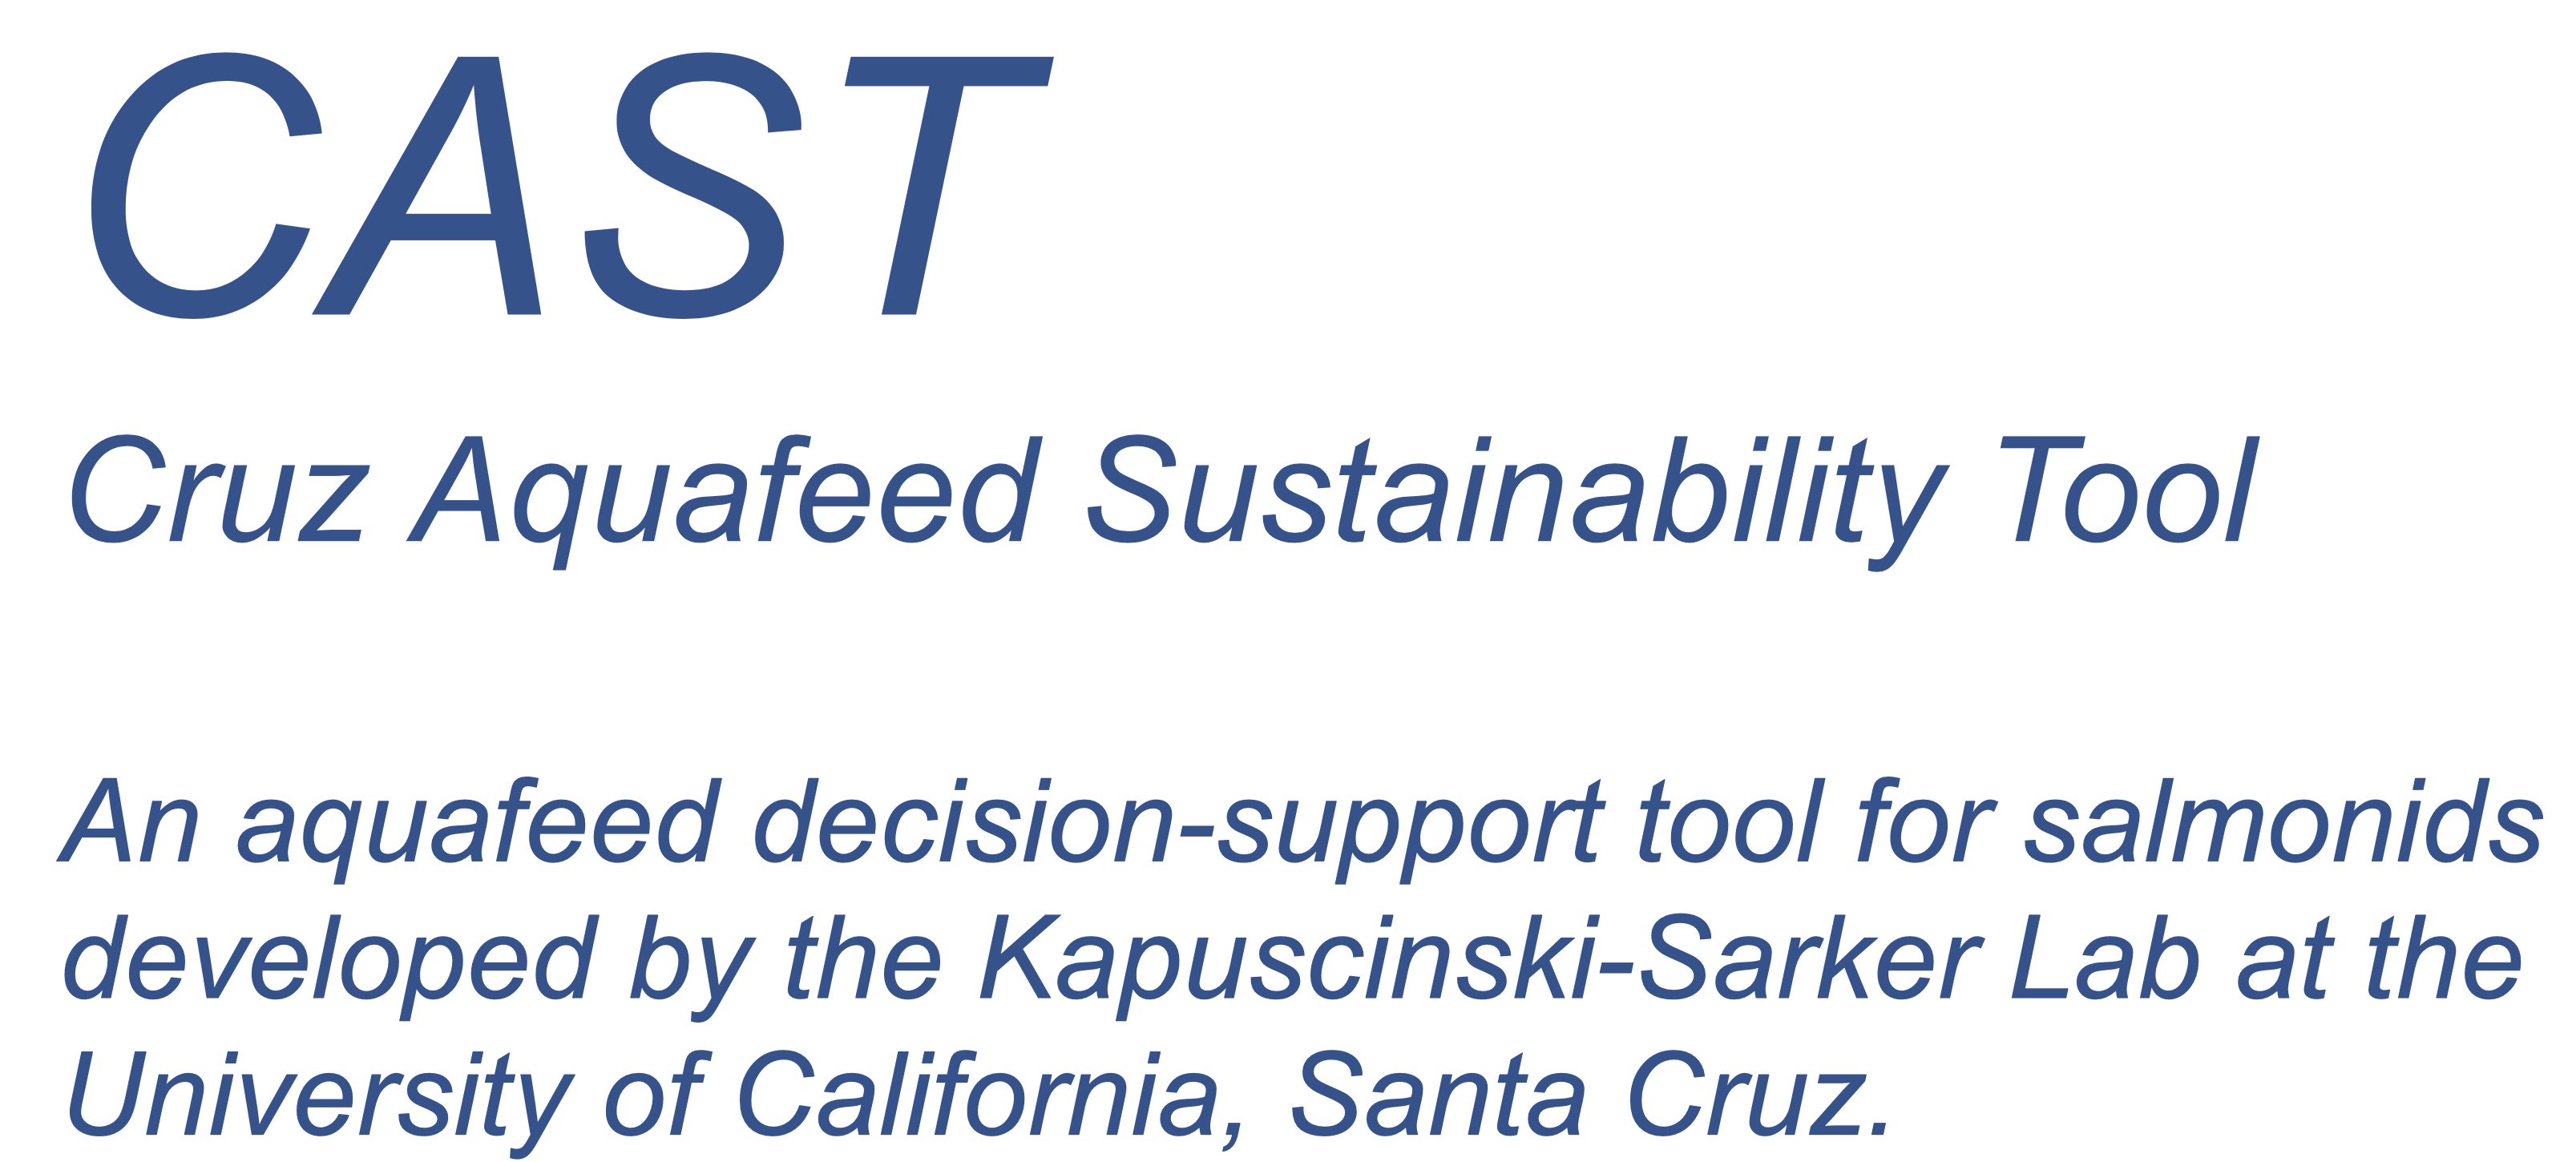 CAST
Cruz Aquafeed Sustainability Tool
An aquafeed decision-support tool for salmonids
developed by the Kapuscinski-Sarker Lab at the
University of California, Santa Cruz.